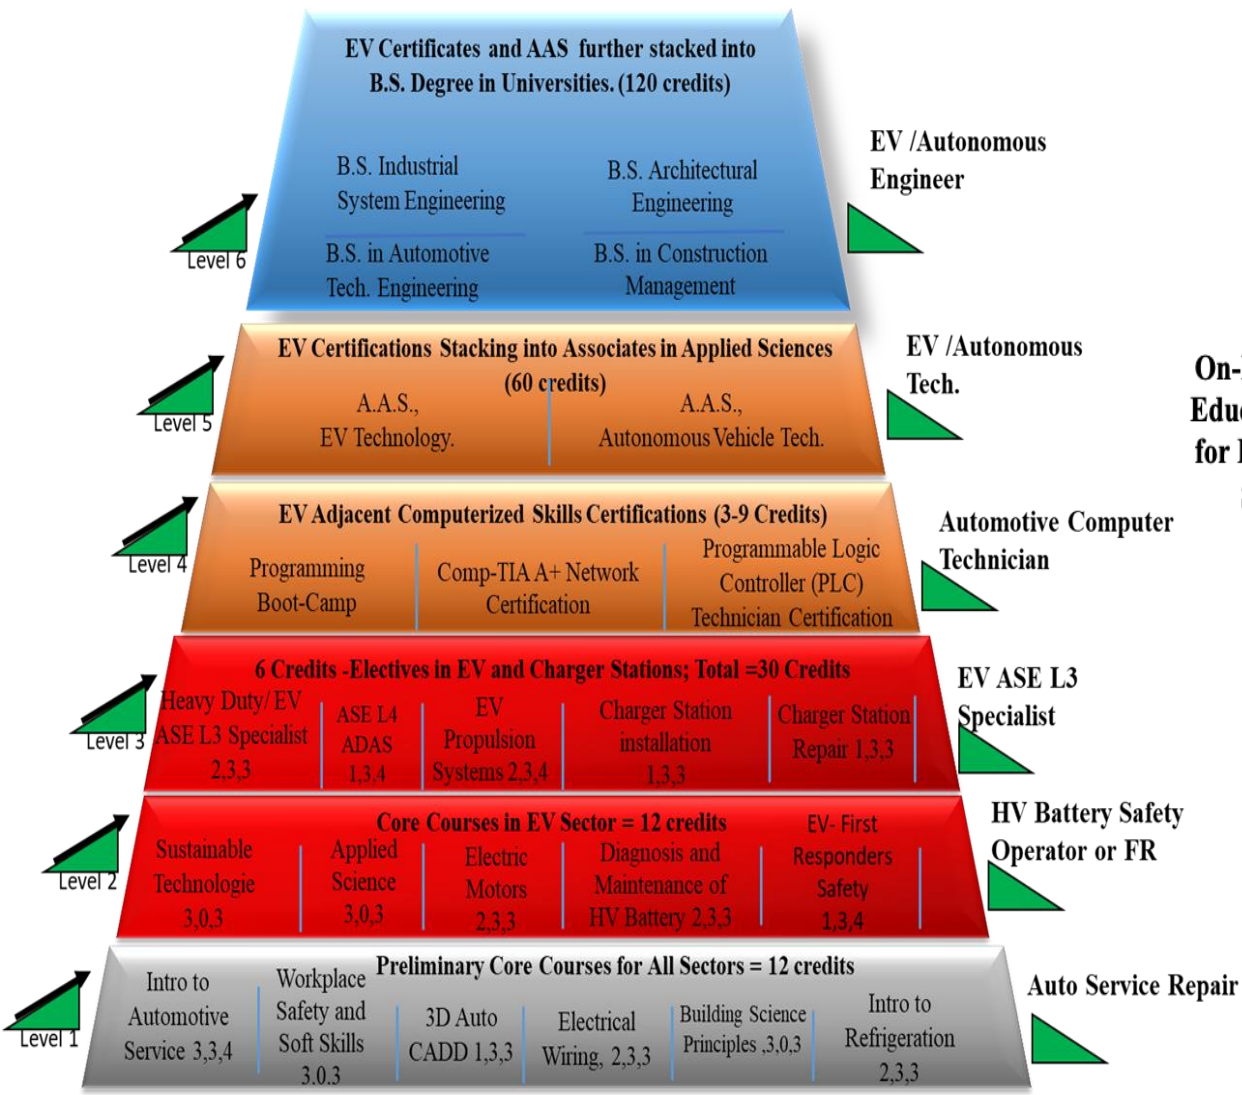 EV Certificates and AAS further stacked into
B.S. Degree in Universities. (120 credits)
B.S. Industrial
System Engineering
B.S. Architectural
Engineering
B.S. in Automotive
Tech. Engineering
B.S. in Construction
Management
Level 6
EV /Autonomous
Engineer
EV Certifications Stacking into Associates in Applied Sciences
(60 credits)
A.A.S.,
EV Technology.
A.A.S.,
Autonomous Vehicle Tech.
Level 5
EV /Autonomous
Tech.
On-
Edu
for
EV Adjacent Computerized Skills Certifications (3-9 Credits)
Programming
Boot-Camp
Comp-TIA A+ Network
Certification
Programmable Logic
Controller (PLC)
Technician Certification
Level 4
Automotive Computer
Technician
6 Credits -Electives in EV and Charger Stations; Total =30 Credits
Heavy Duty/ EV
ASE L3 Specialist
2,3,3
ASE L4
ADAS
1,3,4
EV
Propulsion
Systems 2,3,4
Charger Station
installation
1,3,3
Charger Station
Repair 1,3,3
Level 3
EV ASE L3
Specialist
Core Courses in EV Sector = 12 credits
Sustainable
Technologie
3,0,3
Applied
Science
3,0,3
Electric
Motors
2,3,3
Diagnosis and
Maintenance of
HV Battery 2,3,3
EV- First
Responders
Safety
1,3,4
Level 2
HV Battery Safety
Operator or FR
Preliminary Core Courses for All Sectors = 12 credits
Intro to
Automotive
Service 3,3,4
Workplace
Safety and
Soft Skills
3.0.3
3D Auto
CADD 1,3,3
Electrical
Wiring, 2,3,3
Building Science
Principles ,3,0,3
Intro to
Refrigeration
2,3,3
Level 1
Auto Service Repair